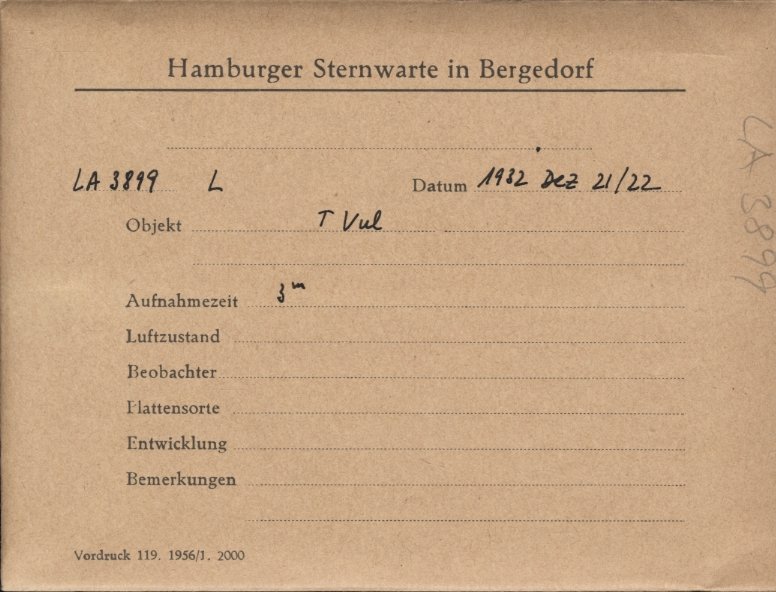 Hamburger Sternwarte in Bergedorf
LA 3899 L Datum 1932 Dez 21/22
Objekt T Vul
Aufnahmezeit 3m
Luftzustand
Beobachter
Plattensorte
Entwicklung
Bemerkungen
Vordruck 119. 1956/1. 2000
LA 3899